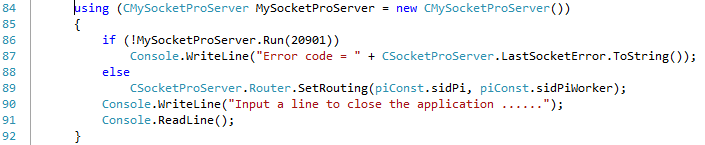 84 using (CMySocketProServer MySocketProServer = new CMySocketProServer())
85 {
86 if (!MySocketProServer.Run(20901))
87 Console.WriteLine("Error code = " + CSocketProServer.LastSocketError.ToString());
88 else
89 CSocketProServer.Router.SetRouting(piConst.sidPi, piConst.sidPiWorker);
90 Console.WriteLine("Input a line to close the application ......");
91 Console.ReadLine();
92 }